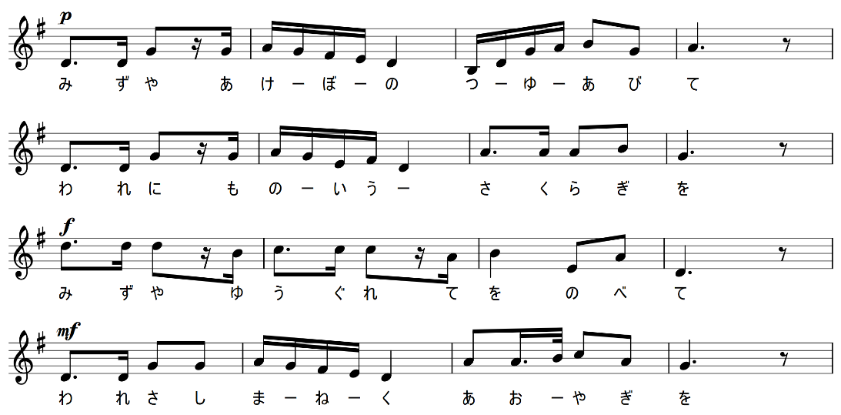 p
みずやあけーぼーのつーゆーあびて
われにものーいうーさくらぎを
f
みずやゆうぐれてをのべて
mf
われさしまーねーくあおーやぎを